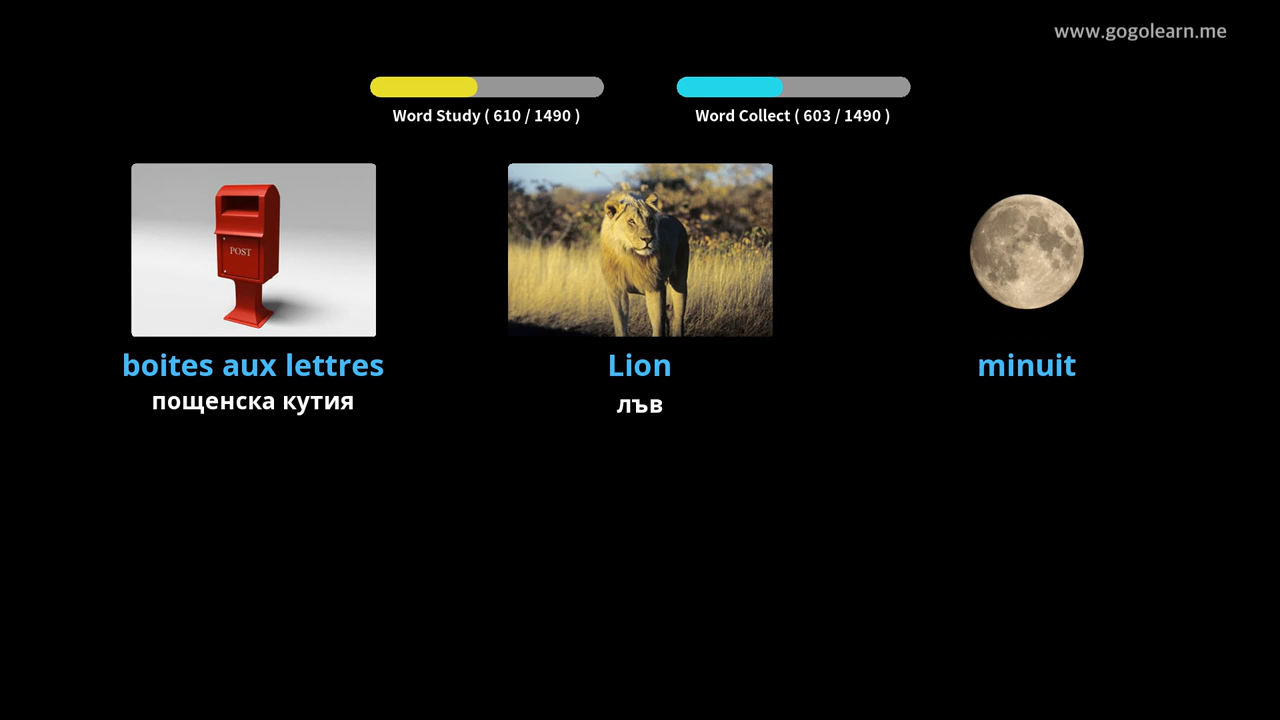 www.gogolearn.me
Word Study ( 610 / 1490 )
Word Collect ( 603 / 1490 )
POST
boites aux lettres
Lion
minuit
пощенска кутия
лъв